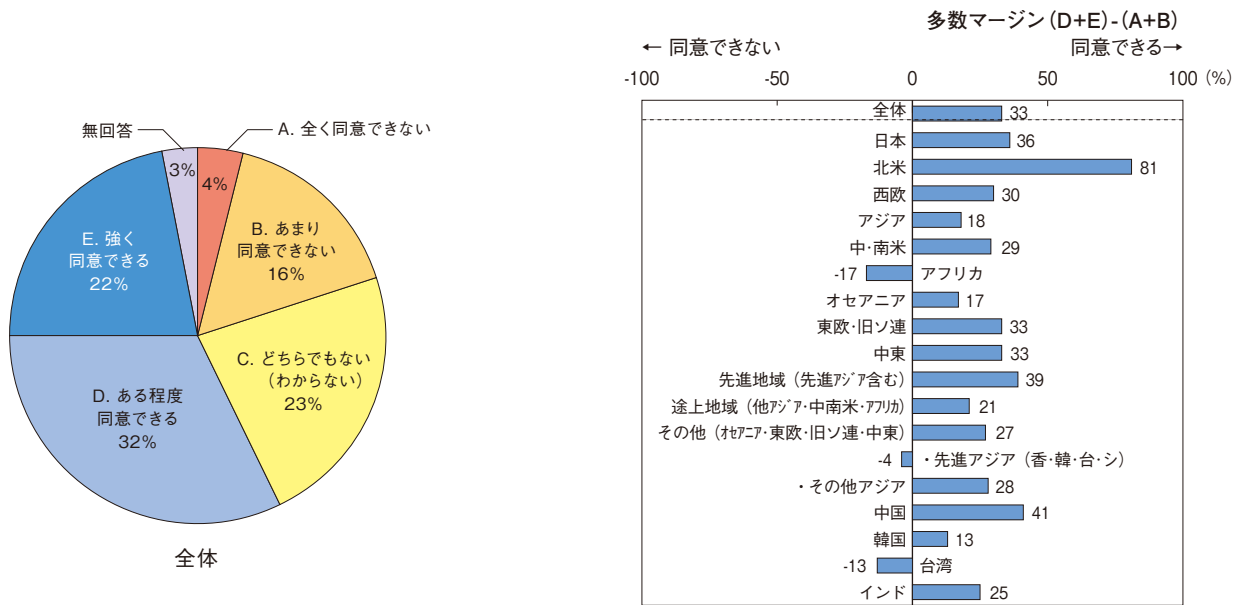 無回答
A. 全く同意できない
3%
4%
B. あまり
同意できない
16%
E. 強く
同意できる
22%
C. どちらでもない
(わからない)
23%
D. ある程度
同意できる
32%
全体
多数マージン(D+E)-(A+B)
← 同意できない 同意できる→
-100 -50 0 50 100 (%)
全体 33
日本 36
北米 81
西欧 30
アジア 18
中・南米 29
-17 アフリカ
オセアニア 17
東欧・旧ソ連 33
中東 33
先進地域(先進アジア含む) 39
途上地域(他アジア・中南米・アフリカ) 21
その他(オセアニア・東欧・旧ソ連・中東) 27
-4 ・先進アジア(香・韓・台・シ)
・その他アジア 28
中国 41
韓国 13
-13 台湾
インド 25